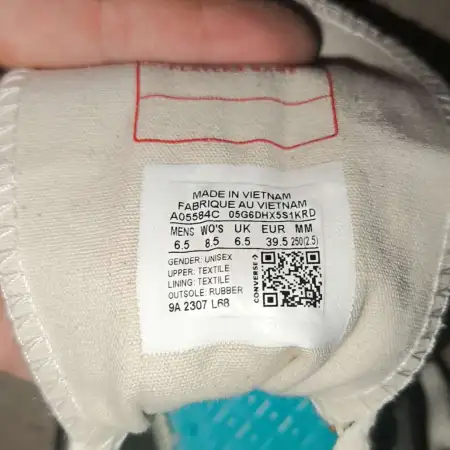 MADE IN VIETNAM
FABRIQUE AU VIETNAM
A05584C 05G6DHX5S1KRD
MENS WO'S UK EUR MM
6.5 8.5 6.5 39.5 250(2.5)
GENDER: UNISEX
UPPER: TEXTILE
LINING: TEXTILE
OUTSOLE: RUBBER
9A 2307 L68
CONVERSE